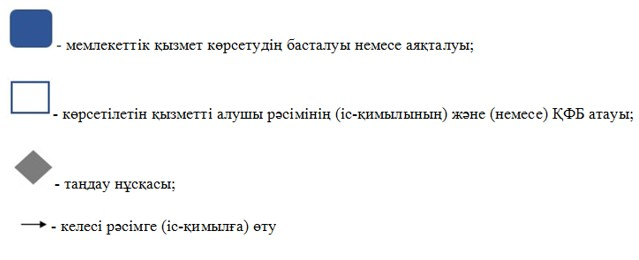 - мемлекеттік қызмет көрсетудің басталуы немесе аяқталуы;
- көрсетілетін қызметті алушы рәсімінің (іс-қимылының) және (немесе) ҚФБ атауы;
- таңдау нұсқасы;
- келесі рәсімге (іс-қимылға) өту